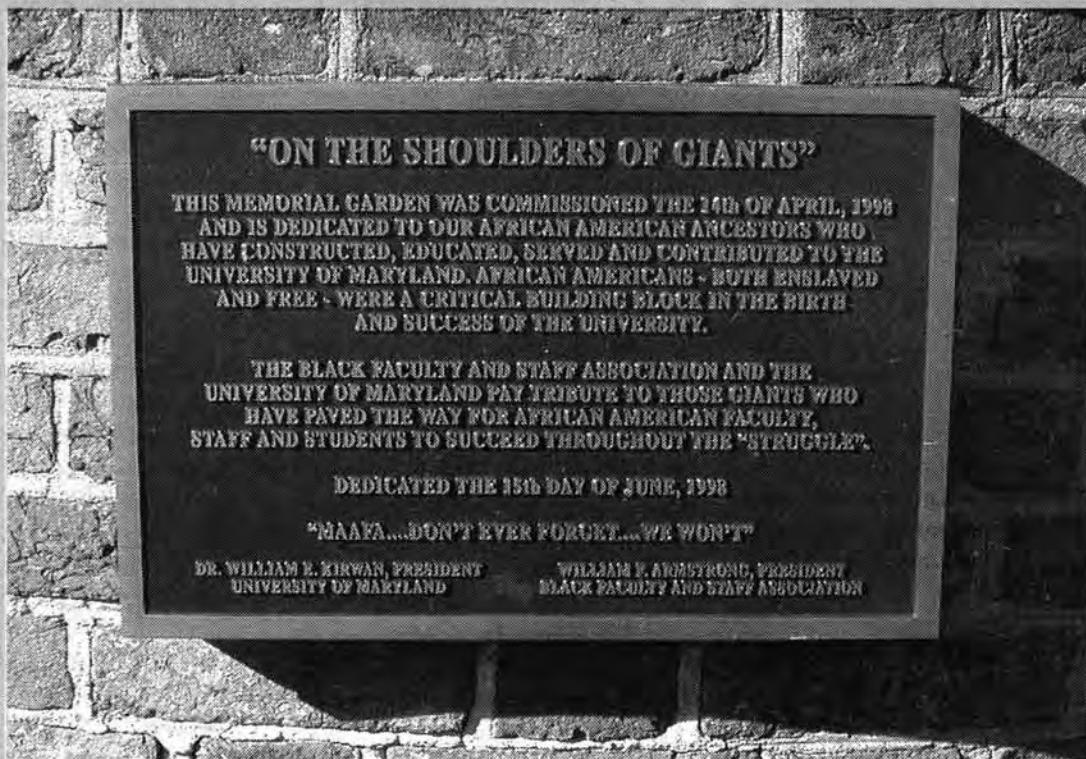 "ON THE SHOULDERS OF GIANTS"
THIS MEMORIAL GARDEN WAS COMMISSIONED THE 24th OF APRIL, 1998
AND IS DEDICATED TO OUR AFRICAN AMERICAN ANCESTORS WHO
HAVE CONSTRUCTED, EDUCATED, SERVED AND CONTRIBUTED TO THE
UNIVERSITY OF MARYLAND. AFRICAN AMERICANS - BOTH ENSLAVED
AND FREE - WERE A CRITICAL BUILDING BLOCK IN THE BIRTH
AND SUCCESS OF THE UNIVERSITY.
THE BLACK FACULTY AND STAFF ASSOCIATION AND THE
UNIVERSITY OF MARYLAND PAY TRIBUTE TO THOSE GIANTS WHO
HAVE PAVED THE WAY FOR AFRICAN AMERICAN FACULTY,
STAFF AND STUDENTS TO SUCCEED THROUGHOUT THE "STRUGGLE".
DEDICATED THE 15th DAY OF JUNE, 1998
"MAAFA....DON'T EVER FORGET....WE WON'T"
DR. WILLIAM E. KIRWAN, PRESIDENT
UNIVERSITY OF MARYLAND
WILLIAM F. ARMSTRONG, PRESIDENT
BLACK FACULTY AND STAFF ASSOCIATION